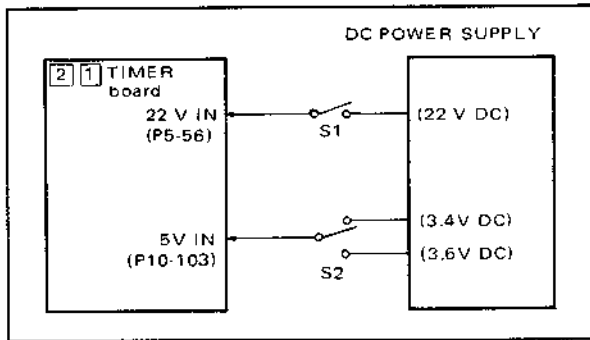 DC POWER SUPPLY
2 1 TIMER
board
22 V IN
(P5-56)
S1
(22 V DC)
5V IN
(P10-103)
S2
(3.4V DC)
(3.6V DC)